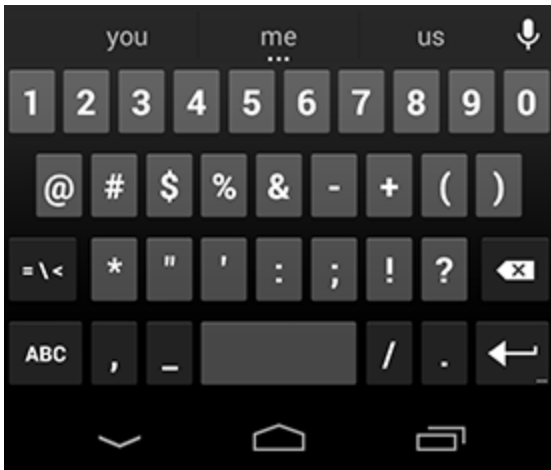 you me us
1 2 3 4 5 6 7 8 9 0
@ # $ % & - + ( )
= \ < * " ' : ; ! ?
ABC , _ / .